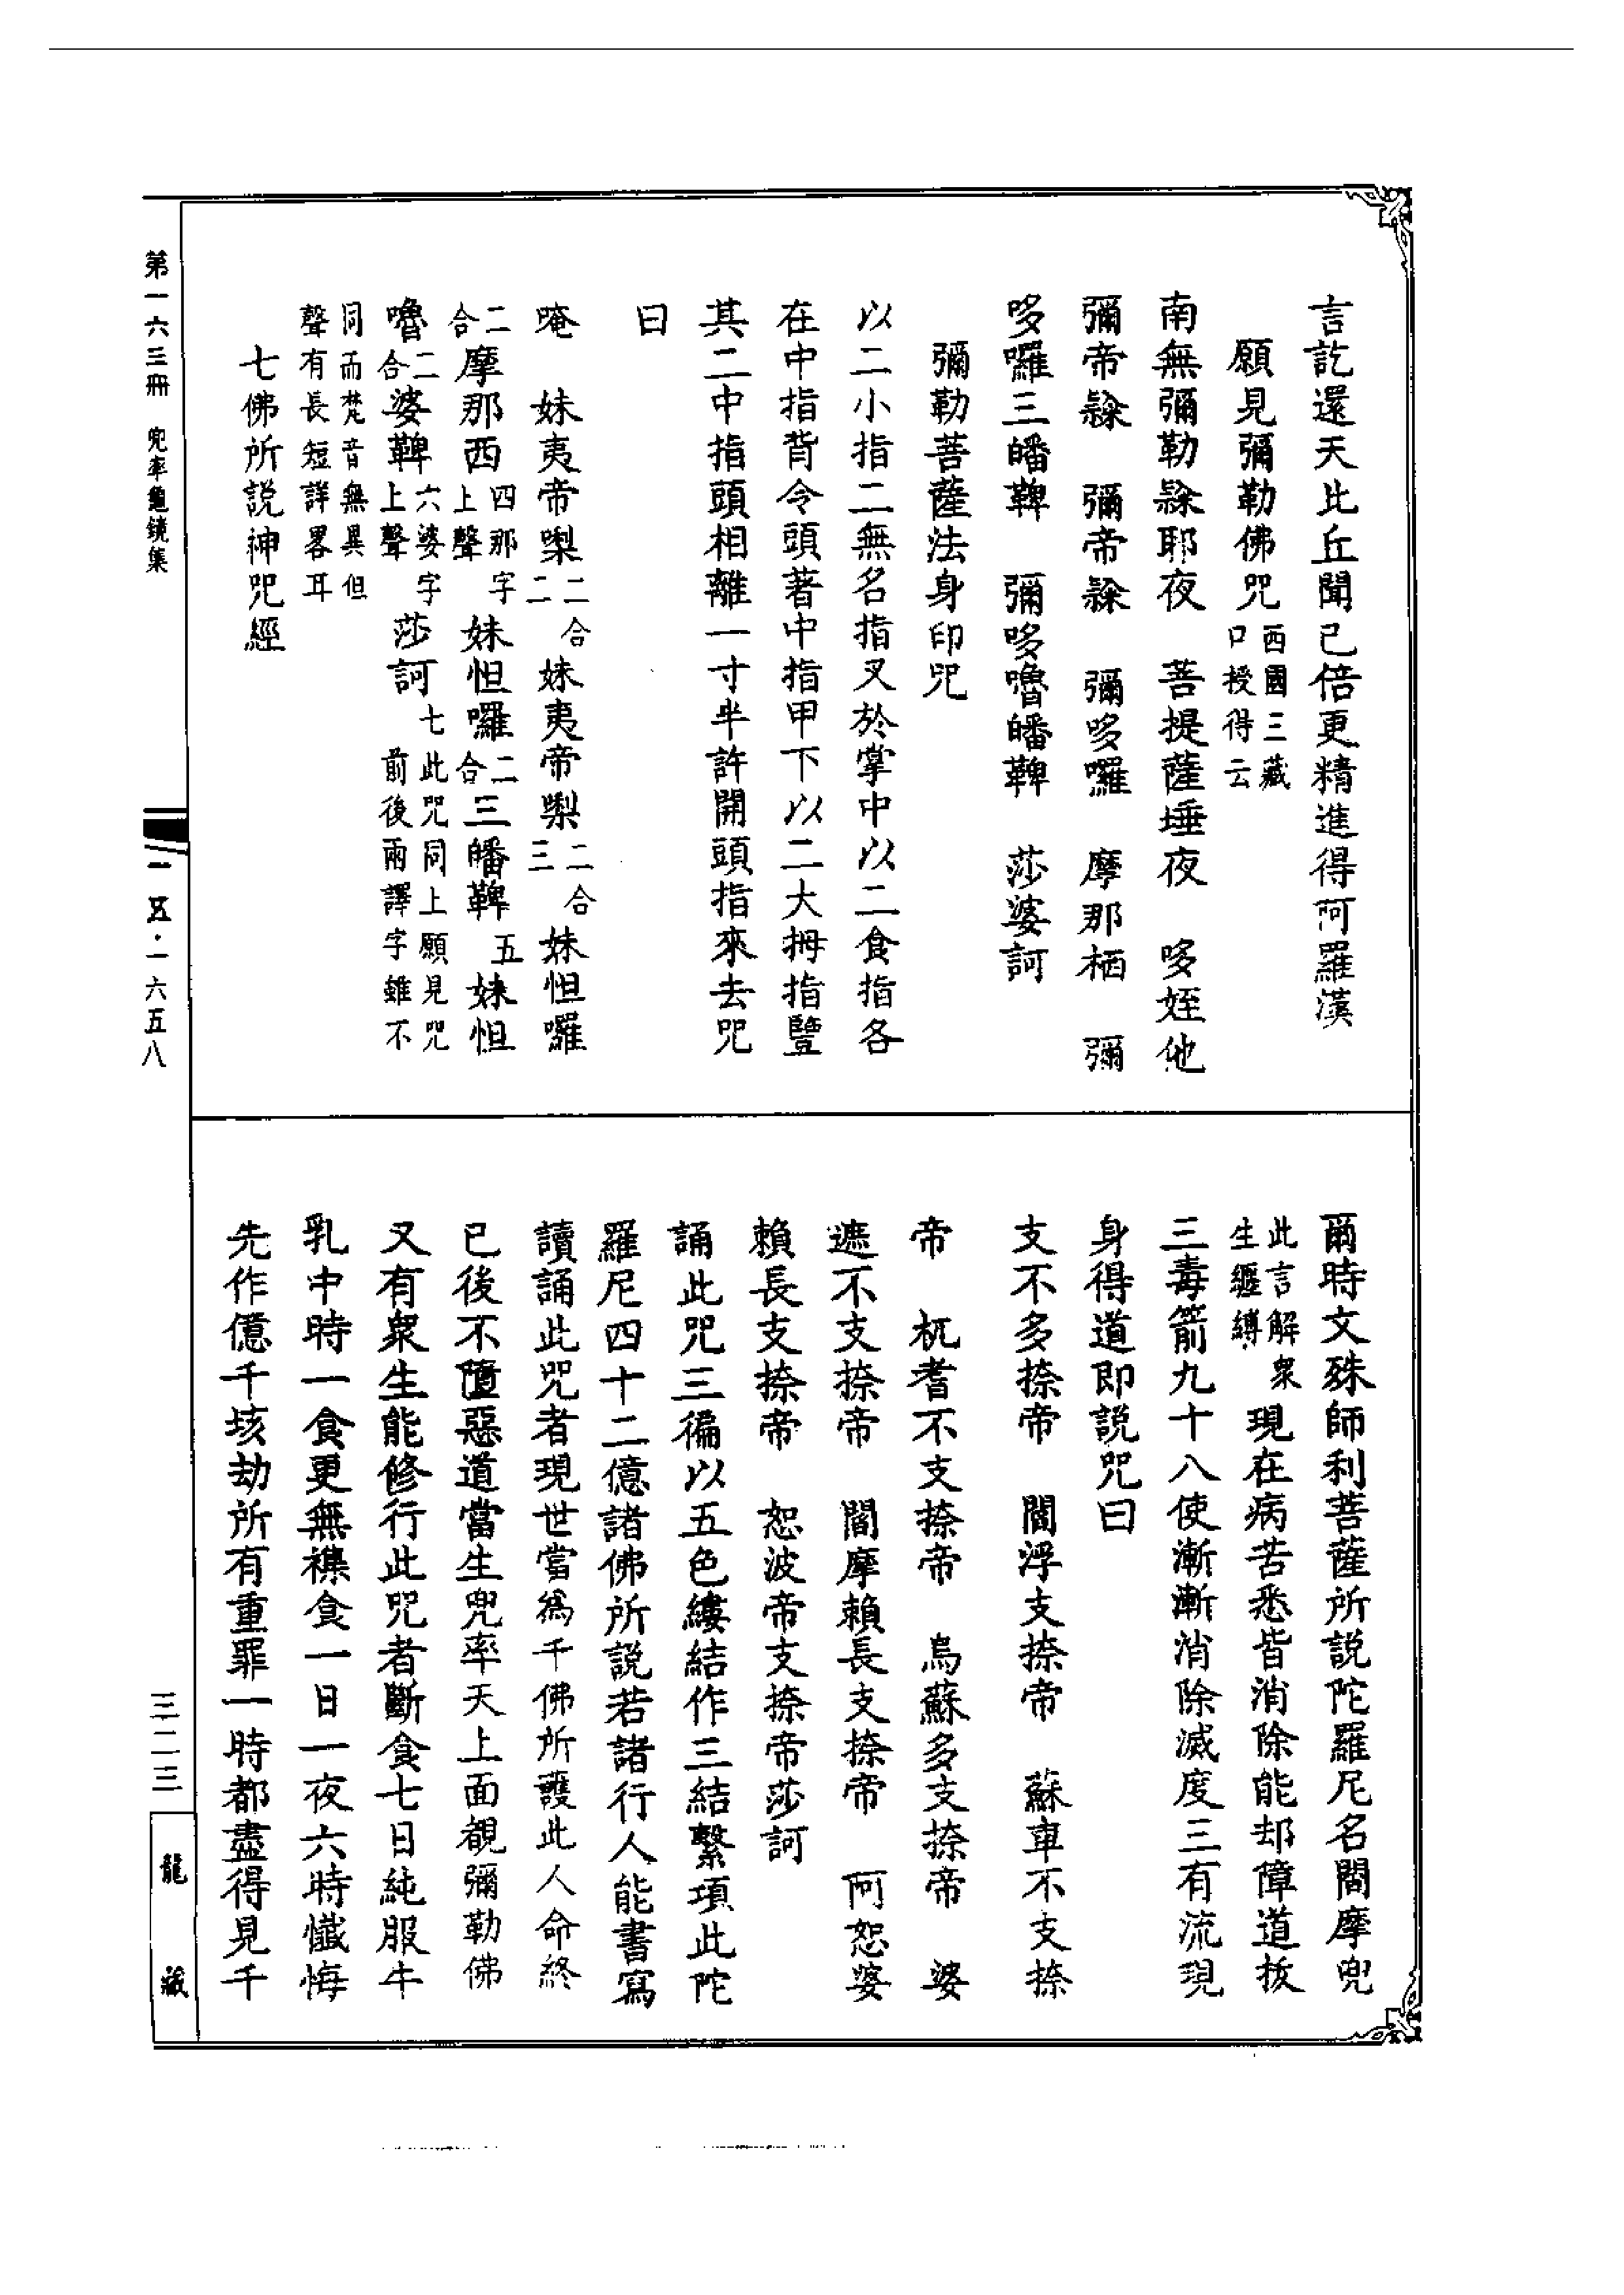 言訖還天比丘聞已倍更精進得阿羅漢
願見彌勒佛咒西國三藏口授得云
南無彌勒𨽻耶夜　菩提薩埵夜　哆姪他
彌帝𨽻　彌帝𨽻　彌哆囉　摩那栖　彌
哆囉三皤鞞　彌哆嚕皤鞞　莎婆訶
彌勒菩薩法身印咒
以二小指二無名指叉於掌中以二食指各
在中指背令頭著中指甲下以二大拇指豎
其二中指頭相離一寸半許開頭指來去咒
曰
唵　妹夷帝㗚二合二　妹夷帝㗚二合三　妹怛囉
二合摩那西四那字上聲　妹怛囉二合三皤鞞五　妹怛
嚕二合婆鞞六婆字上聲　莎訶七　此咒同上願見咒前後兩譯字雖不
同而梵音無異但聲有長短詳畧耳
七佛所說神咒經
爾時文殊師利菩薩所說陀羅尼名閻摩兜
此言解衆生纏縛　現在病苦悉皆消除能却障道拔
三毒箭九十八使漸漸消除滅度三有流現
身得道即說咒曰
支不多捺帝　閻浮支捺帝　蘇車不支捺
帝　杌耆不支捺帝　烏蘇多支捺帝　婆
遮不支捺帝　閻摩賴長支捺帝　阿恕婆
賴長支捺帝　恕波帝支捺帝莎訶
誦此咒三徧以五色縷結作三結繫項此陀
羅尼四十二億諸佛所說若諸行人能書寫
讀誦此咒者現世當爲千佛所護此人命終
已後不墮惡道當生兜率天上面覩彌勒佛
又有衆生能修行此咒者斷食七日純服牛
乳中時一食更無襍食一日一夜六時懺悔
先作億千垓劫所有重罪一時都盡得見千
第一六三冊　兜率龜鏡集
一五·一六五八
三二三
龍藏